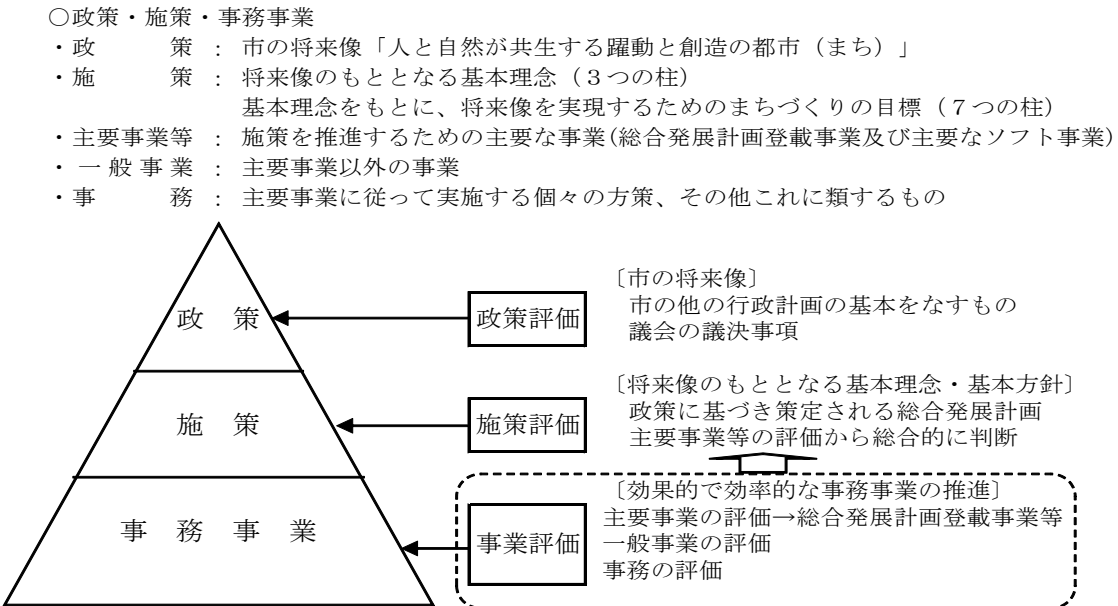 ○政策・施策・事務事業
・政　　　策 : 市の将来像「人と自然が共生する躍動と創造の都市（まち）」
・施　　　策 : 将来像のもととなる基本理念（３つの柱）
基本理念をもとに、将来像を実現するためのまちづくりの目標（７つの柱）
・主要事業等 : 施策を推進するための主要な事業(総合発展計画登載事業及び主要なソフト事業)
・一般事業 : 主要事業以外の事業
・事　　　務 : 主要事業に従って実施する個々の方策、その他これに類するもの
政　策
政策評価
〔市の将来像〕
市の他の行政計画の基本をなすもの
議会の議決事項
施　策
施策評価
〔将来像のもととなる基本理念・基本方針〕
政策に基づき策定される総合発展計画
主要事業等の評価から総合的に判断
事　務　事　業
事業評価
〔効果的で効率的な事務事業の推進〕
主要事業の評価→総合発展計画登載事業等
一般事業の評価
事務の評価